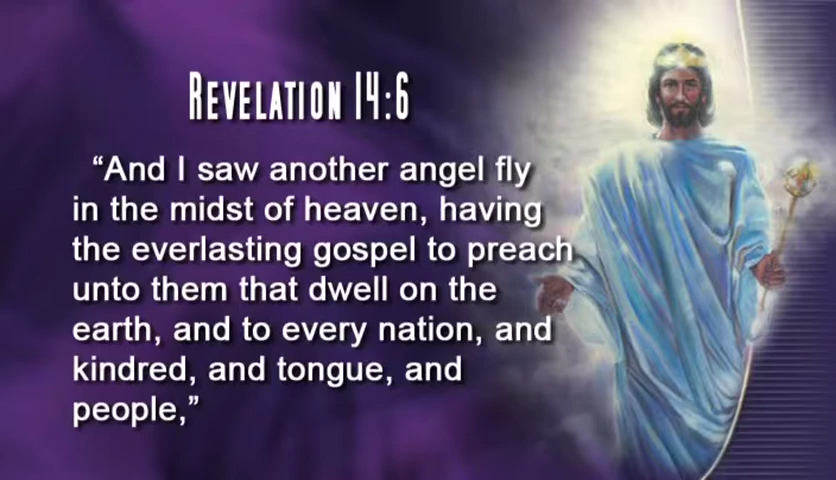 Revelation 14:6
“And I saw another angel fly
in the midst of heaven, having
the everlasting gospel to preach
unto them that dwell on the
earth, and to every nation, and
kindred, and tongue, and
people,”